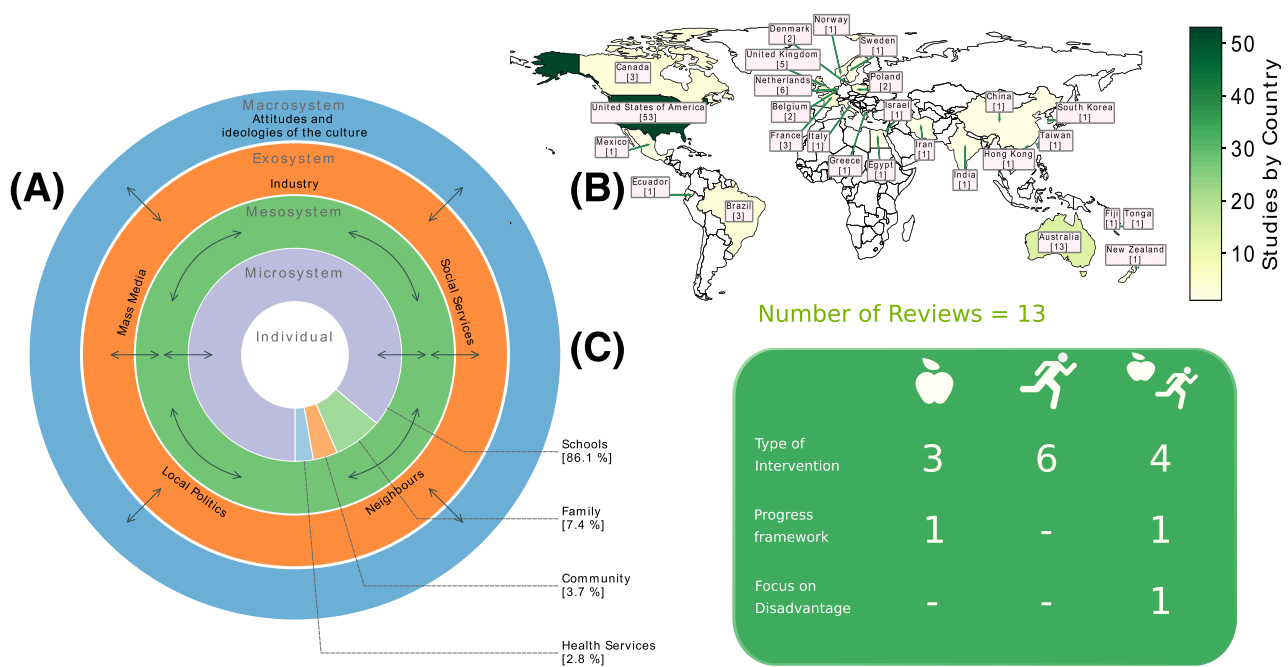 (A)
Macrosystem
Attitudes and
ideologies of the culture
Exosystem
Industry
Mesosystem
Microsystem
Individual
Mass Media
Social Services
Local Politics
Neighbours
Schools
[86.1 %]
Family
[7.4 %]
Community
[3.7 %]
Health Services
[2.8 %]
(B)
Norway
[1]
Denmark
[2]
Sweden
[1]
United Kingdom
[5]
Canada
[3]
Netherlands
[6]
Poland
[2]
United States of America
[53]
Belgium
[2]
Israel
[1]
China
[1]
South Korea
[1]
Mexico
[1]
France
[3]
Italy
[1]
Iran
[1]
Taiwan
[1]
Greece
[1]
Egypt
[1]
Hong Kong
[1]
India
[1]
Ecuador
[1]
Brazil
[3]
Fiji
[1]
Tonga
[1]
Australia
[13]
New Zealand
[1]
50
40
30
20
10
Studies by Country
(C)
Number of Reviews = 13
Type of
Intervention
3 6 4
Progress
framework
1 - 1
Focus on
Disadvantage
- - 1